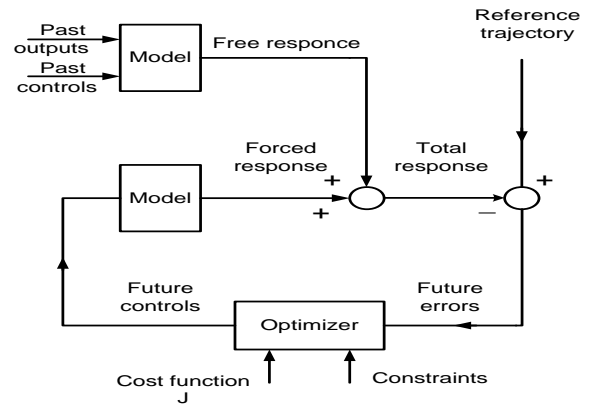 Past
outputs
Past
controls
Model
Free responce
Reference
trajectory
Forced
response
Total
response
+
+
+
–
Model
Future
controls
Optimizer
Future
errors
Cost function
J
Constraints